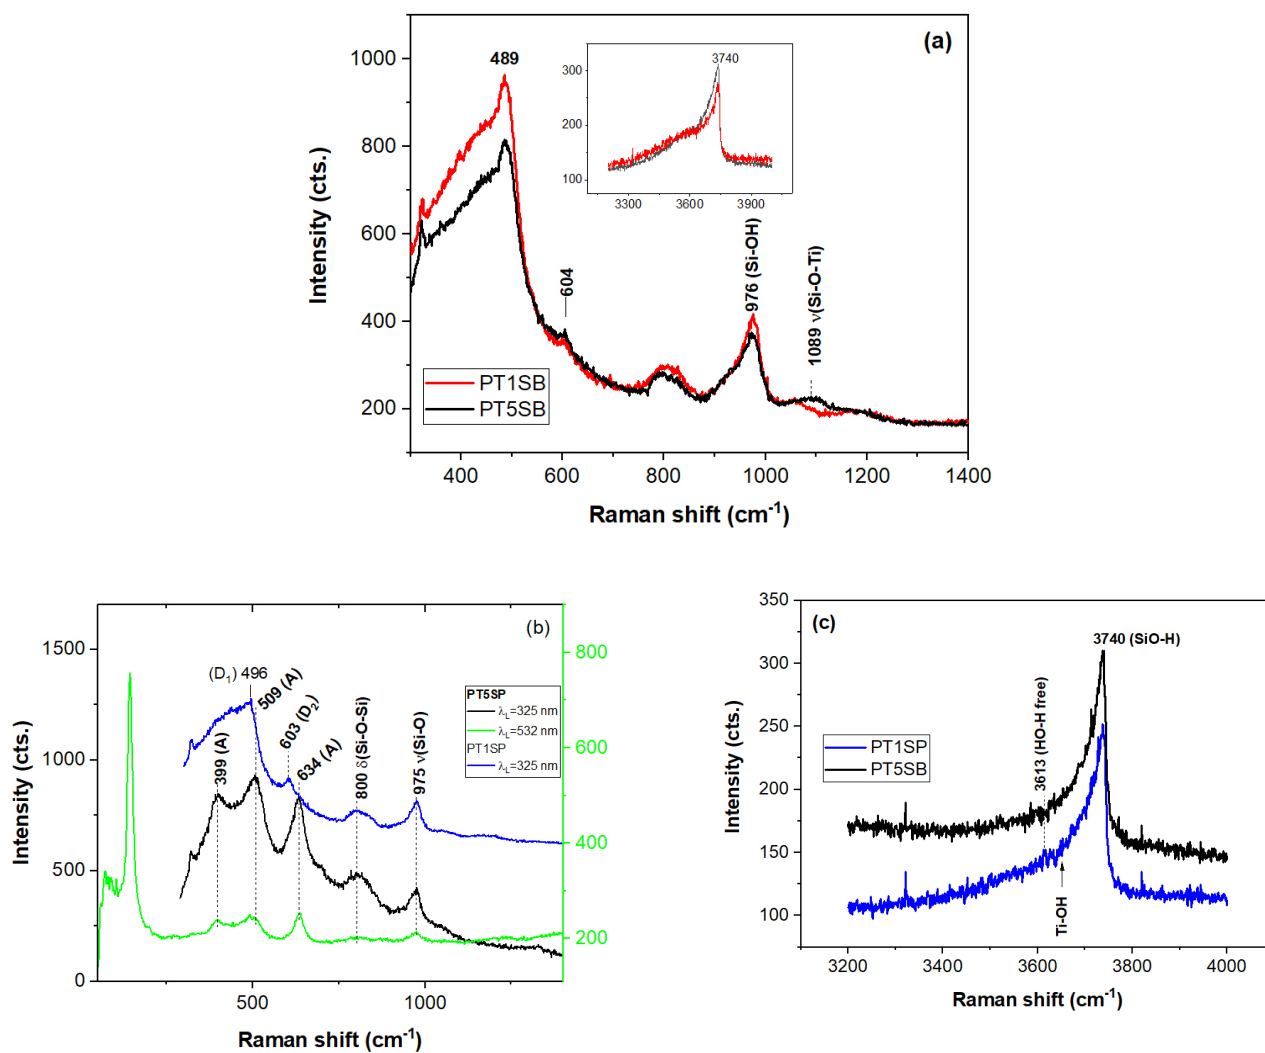 (a)
1000
800
600
400
200
Intensity (cts.)
489
604
976 (Si-OH)
1089 ν(Si-O-Ti)
3740
300
200
100
3300 3600 3900
PT1SB
PT5SB
400 600 800 1000 1200 1400
Raman shift (cm-1)
(b)
1500
1000
500
0
Intensity (cts.)
800
600
400
200
(D1) 496
509 (A)
399 (A)
603 (D2)
634 (A)
800 δ(Si-O-Si)
975 ν(Si-O)
PT5SP
λL=325 nm
λL=532 nm
PT1SP
λL=325 nm
500 1000
Raman shift (cm-1)
(c)
350
300
250
200
150
100
Intensity (cts.)
3740 (SiO-H)
3613 (HO-H free)
Ti-OH
PT1SP
PT5SB
3200 3400 3600 3800 4000
Raman shift (cm-1)